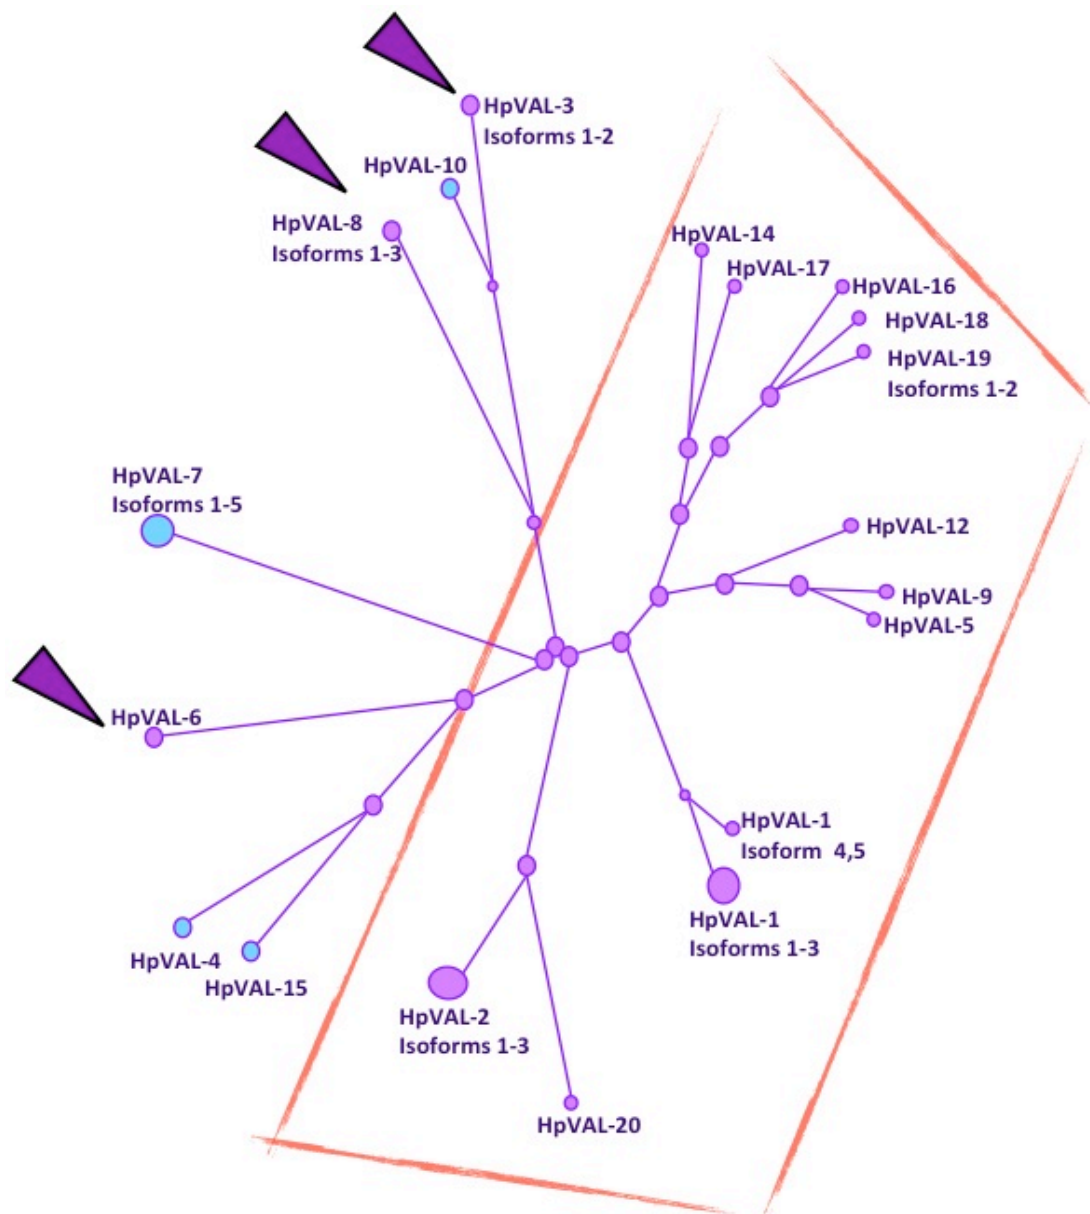 HpVAL-3
Isoforms 1-2
HpVAL-10
HpVAL-8
Isoforms 1-3
HpVAL-14
HpVAL-17
HpVAL-16
HpVAL-18
HpVAL-19
Isoforms 1-2
HpVAL-7
Isoforms 1-5
HpVAL-12
HpVAL-9
HpVAL-5
HpVAL-6
HpVAL-1
Isoform 4,5
HpVAL-1
Isoforms 1-3
HpVAL-4
HpVAL-15
HpVAL-2
Isoforms 1-3
HpVAL-20